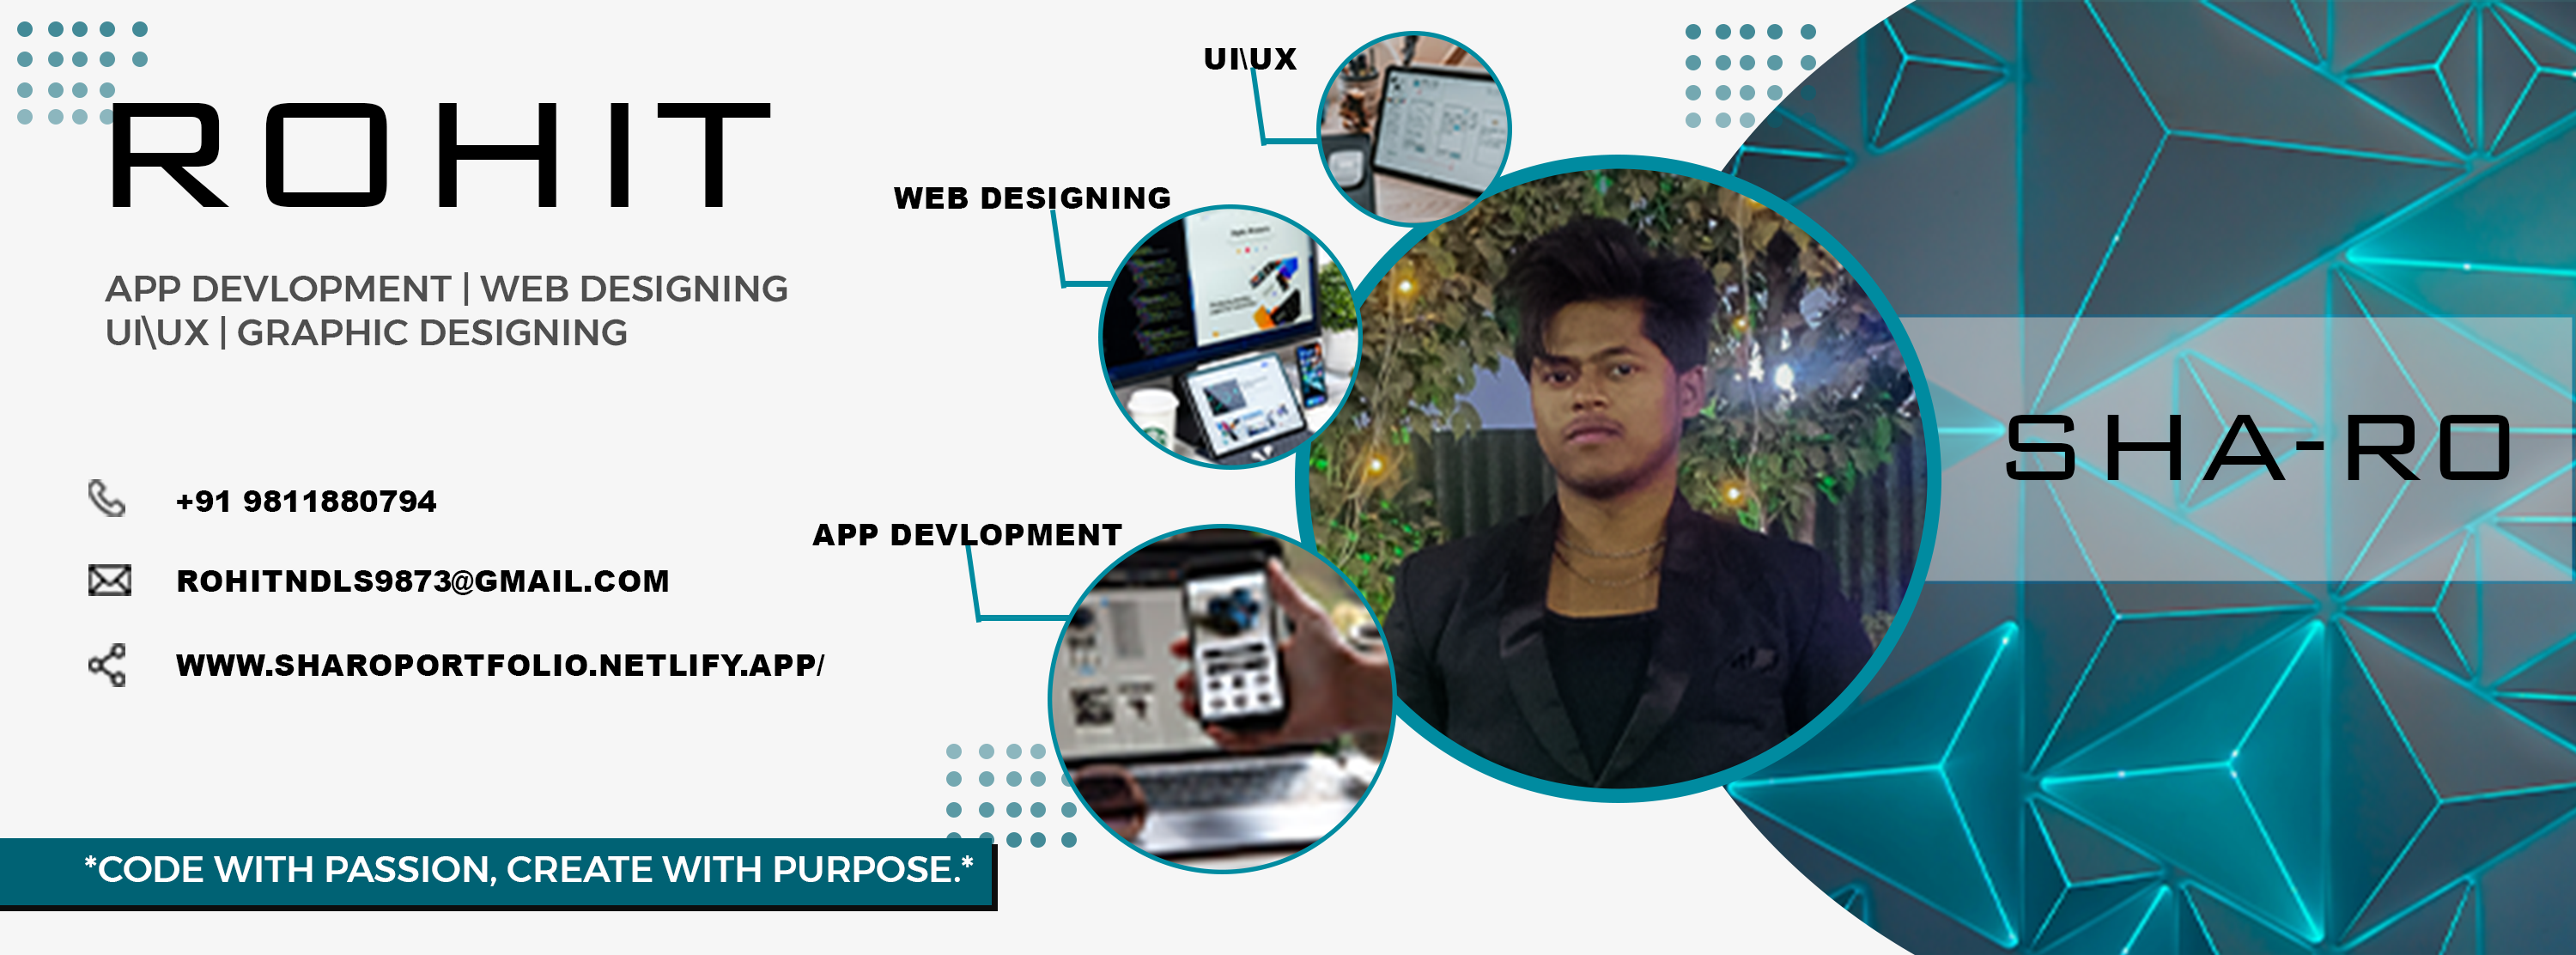 ROHIT
APP DEVLOPMENT | WEB DESIGNING
UI\UX | GRAPHIC DESIGNING
+91 9811880794
ROHITNDLS9873@GMAIL.COM
WWW.SHAROPORTFOLIO.NETLIFY.APP/
*CODE WITH PASSION, CREATE WITH PURPOSE.*
UI\UX
WEB DESIGNING
APP DEVLOPMENT
SHA-RO